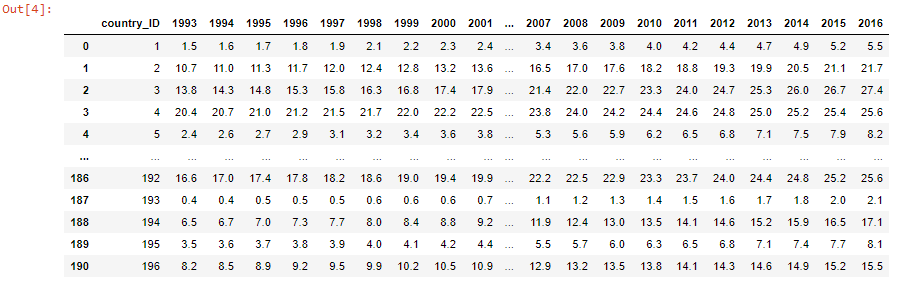 Out[4]:
country_ID 1993 1994 1995 1996 1997 1998 1999 2000 2001 ... 2007 2008 2009 2010 2011 2012 2013 2014 2015 2016
0 1 1.5 1.6 1.7 1.8 1.9 2.1 2.2 2.3 2.4 ... 3.4 3.6 3.8 4.0 4.2 4.4 4.7 4.9 5.2 5.5
1 2 10.7 11.0 11.3 11.7 12.0 12.4 12.8 13.2 13.6 ... 16.5 17.0 17.6 18.2 18.8 19.3 19.9 20.5 21.1 21.7
2 3 13.8 14.3 14.8 15.3 15.8 16.3 16.8 17.4 17.9 ... 21.4 22.0 22.7 23.3 24.0 24.7 25.3 26.0 26.7 27.4
3 4 20.4 20.7 21.0 21.2 21.5 21.7 22.0 22.2 22.5 ... 23.8 24.0 24.2 24.4 24.6 24.8 25.0 25.2 25.4 25.6
4 5 2.4 2.6 2.7 2.9 3.1 3.2 3.4 3.6 3.8 ... 5.3 5.6 5.9 6.2 6.5 6.8 7.1 7.5 7.9 8.2
... ... ... ... ... ... ... ... ... ... ... ... ... ... ... ... ... ... ... ... ... ...
186 192 16.6 17.0 17.4 17.8 18.2 18.6 19.0 19.4 19.9 ... 22.2 22.5 22.9 23.3 23.7 24.0 24.4 24.8 25.2 25.6
187 193 0.4 0.4 0.5 0.5 0.5 0.6 0.6 0.6 0.7 ... 1.1 1.2 1.3 1.4 1.5 1.6 1.7 1.8 2.0 2.1
188 194 6.5 6.7 7.0 7.3 7.7 8.0 8.4 8.8 9.2 ... 11.9 12.4 13.0 13.5 14.1 14.6 15.2 15.9 16.5 17.1
189 195 3.5 3.6 3.7 3.8 3.9 4.0 4.1 4.2 4.4 ... 5.5 5.7 6.0 6.3 6.5 6.8 7.1 7.4 7.7 8.1
190 196 8.2 8.5 8.9 9.2 9.5 9.9 10.2 10.5 10.9 ... 12.9 13.2 13.5 13.8 14.1 14.3 14.6 14.9 15.2 15.5